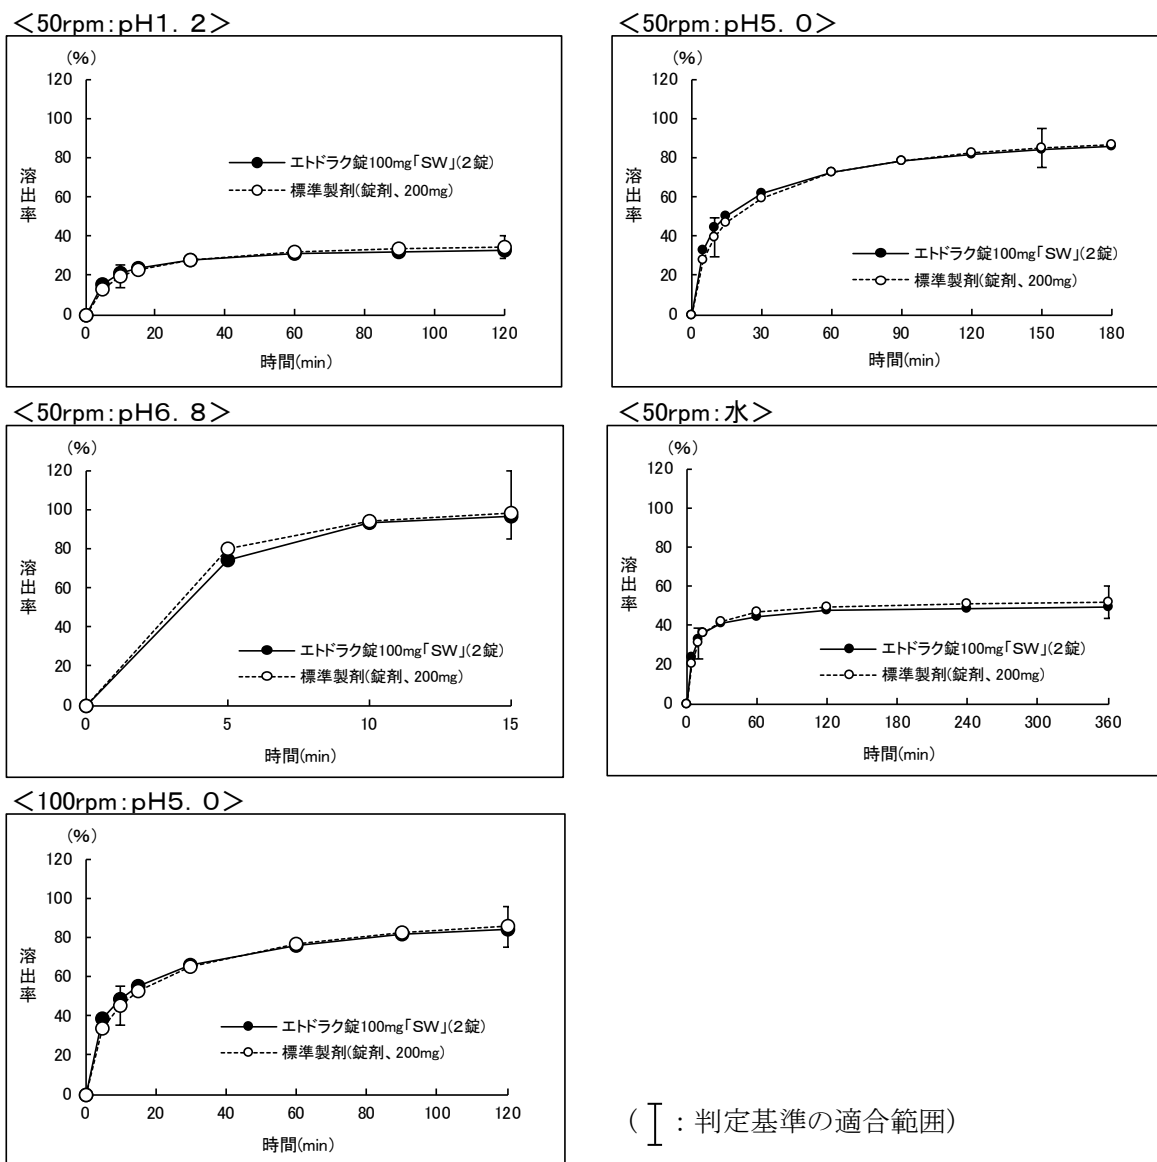 ＜50rpm：pH1．2＞
(%)
120
100
80
60
40
20
0
溶出率
エトドラク錠100mg「SW」(2錠)
標準製剤(錠剤、200mg)
0 20 40 60 80 100 120
時間(min)
＜50rpm：pH5．0＞
(%)
120
100
80
60
40
20
0
溶出率
エトドラク錠100mg「SW」(2錠)
標準製剤(錠剤、200mg)
0 30 60 90 120 150 180
時間(min)
＜50rpm：pH6．8＞
(%)
120
100
80
60
40
20
0
溶出率
エトドラク錠100mg「SW」(2錠)
標準製剤(錠剤、200mg)
0 5 10 15
時間(min)
＜50rpm：水＞
(%)
120
100
80
60
40
20
0
溶出率
エトドラク錠100mg「SW」(2錠)
標準製剤(錠剤、200mg)
0 60 120 180 240 300 360
時間(min)
＜100rpm：pH5．0＞
(%)
120
100
80
60
40
20
0
溶出率
エトドラク錠100mg「SW」(2錠)
標準製剤(錠剤、200mg)
0 20 40 60 80 100 120
時間(min)
( ：判定基準の適合範囲)